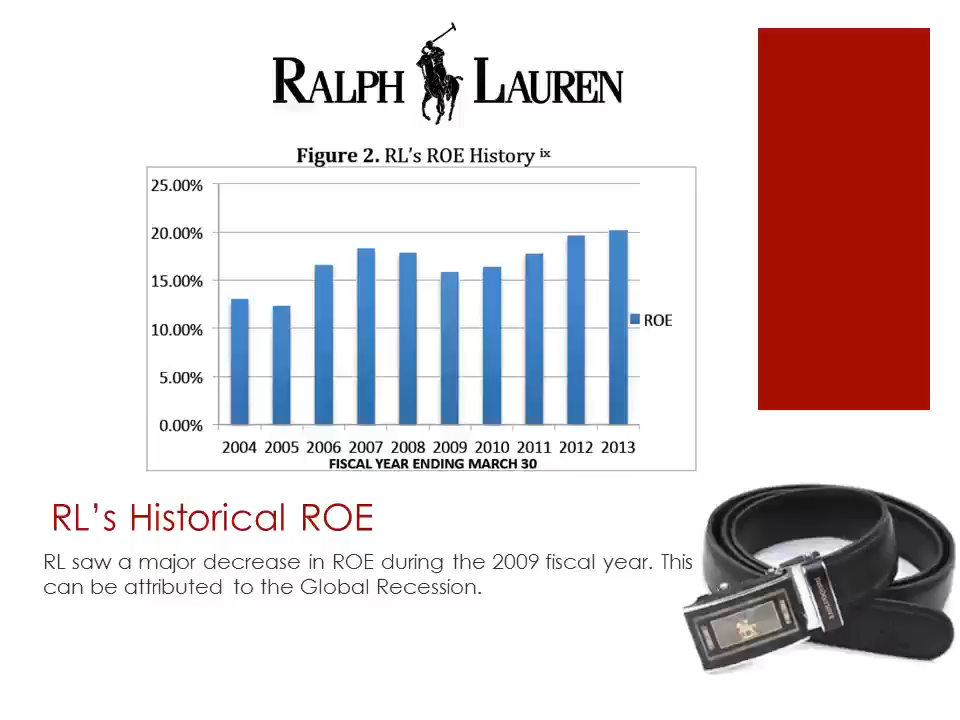 RALPH LAUREN
Figure 2. RL's ROE History ix
25.00%
20.00%
15.00%
10.00%
5.00%
0.00%
ROE
2004 2005 2006 2007 2008 2009 2010 2011 2012 2013
FISCAL YEAR ENDING MARCH 30
RL's Historical ROE
RL saw a major decrease in ROE during the 2009 fiscal year. This
can be attributed to the Global Recession.